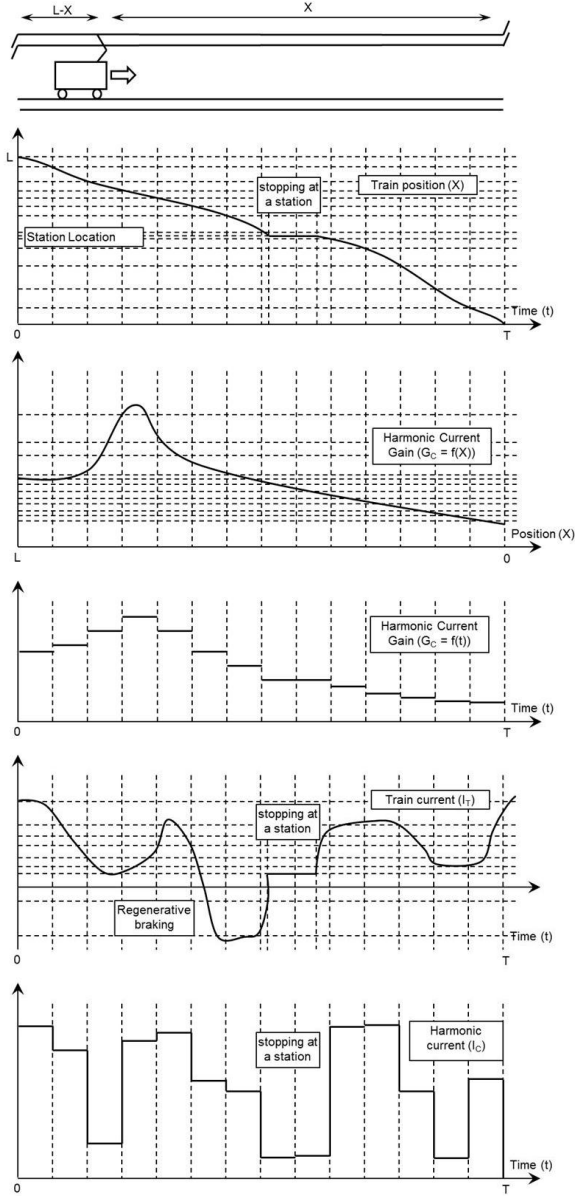 L-X
X
L
stopping at
a station
Train position (X)
Station Location
Time (t)
0
T
Harmonic Current
Gain (G_C = f(X))
Position (X)
L
0
Harmonic Current
Gain (G_C = f(t))
Time (t)
0
T
stopping at
a station
Train current (I_T)
Regenerative
braking
Time (t)
0
T
stopping at
a station
Harmonic
current (I_C)
Time (t)
0
T